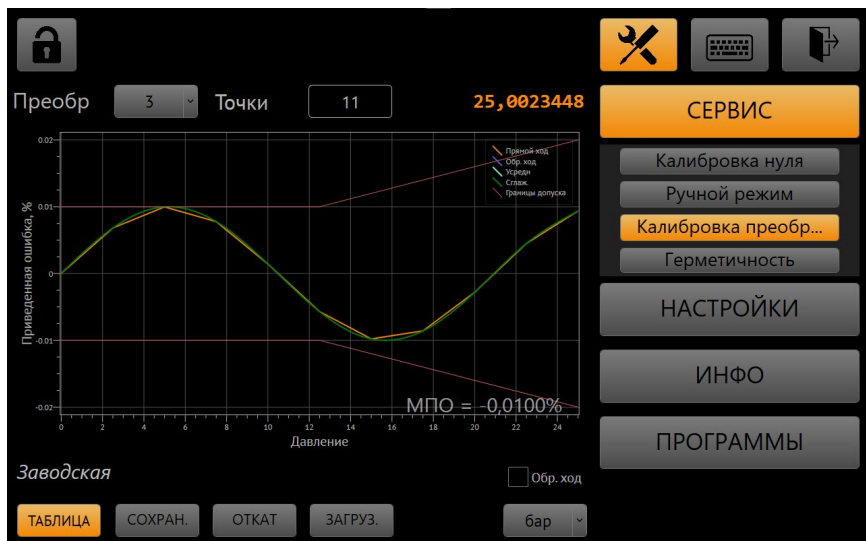 Преобр
3
Точки
11
25,0023448
0.02
0.01
0
-0.01
-0.02
Приведенная ошибка, %
Прямой ход
Обр. ход
Усредн
Сглаж.
Границы допуска
МПО = -0,0100%
0 2 4 6 8 10 12 14 16 18 20 22 24
Давление
Заводская
Обр. ход
ТАБЛИЦА
СОХРАН.
ОТКАТ
ЗАГРУЗ.
бар
СЕРВИС
Калибровка нуля
Ручной режим
Калибровка преобр...
Герметичность
НАСТРОЙКИ
ИНФО
ПРОГРАММЫ